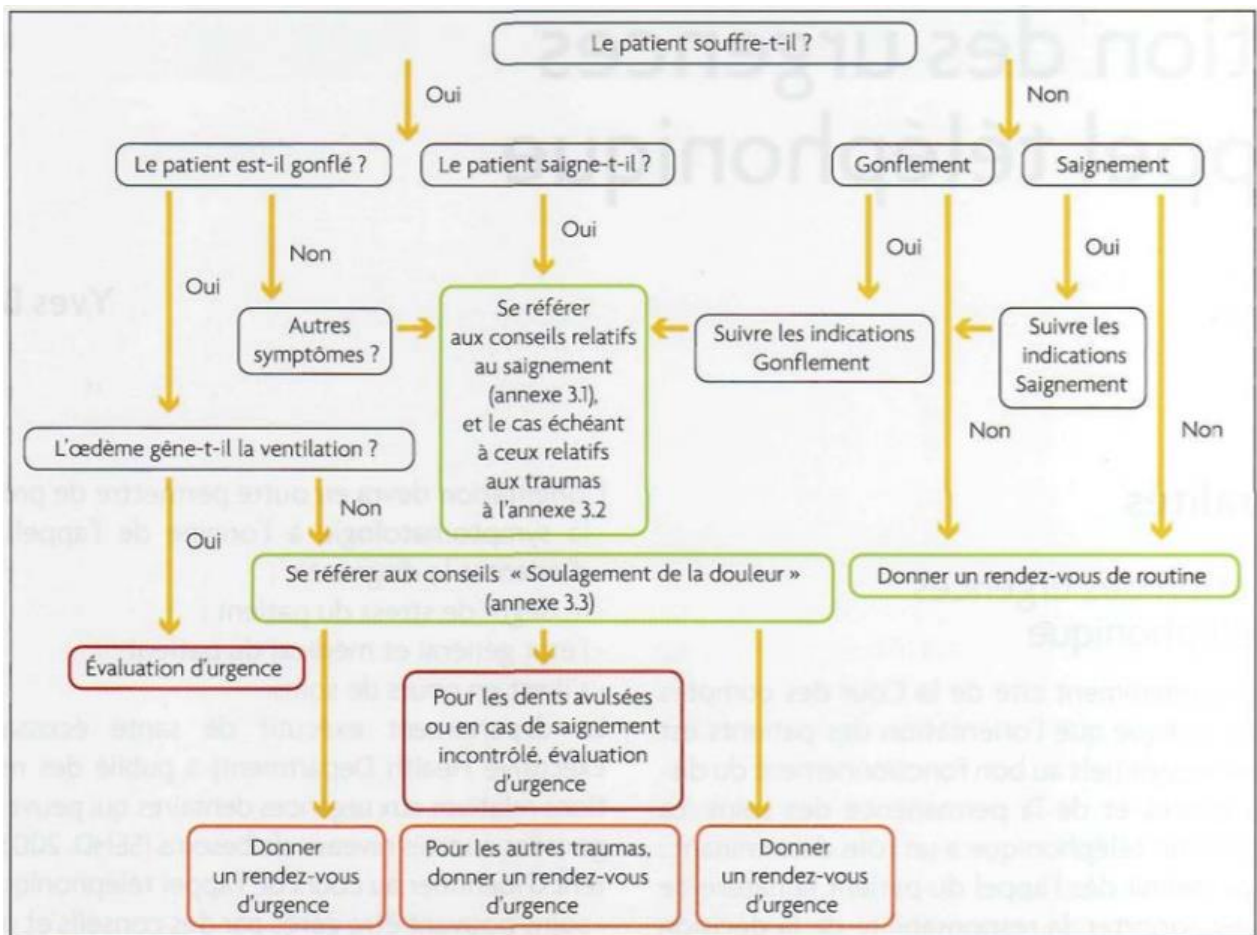 Le patient souffre-t-il ?
Oui
Non
Le patient est-il gonflé ?
Le patient saigne-t-il ?
Gonflement
Saignement
Oui
Non
Oui
Oui
Non
Oui
Non
Autres
symptômes ?
Se référer
aux conseils relatifs
au saignement
(annexe 3.1),
et le cas échéant
à ceux relatifs
aux traumas
à l'annexe 3.2
Suivre les indications
Gonflement
Suivre les
indications
Saignement
L'œdème gêne-t-il la ventilation ?
Oui
Non
Se référer aux conseils « Soulagement de la douleur »
(annexe 3.3)
Donner un rendez-vous de routine
Évaluation d'urgence
Pour les dents avulsées
ou en cas de saignement
incontrôlé, évaluation
d'urgence
Donner
un rendez-vous
d'urgence
Pour les autres traumas,
donner un rendez-vous
d'urgence
Donner
un rendez-vous
d'urgence